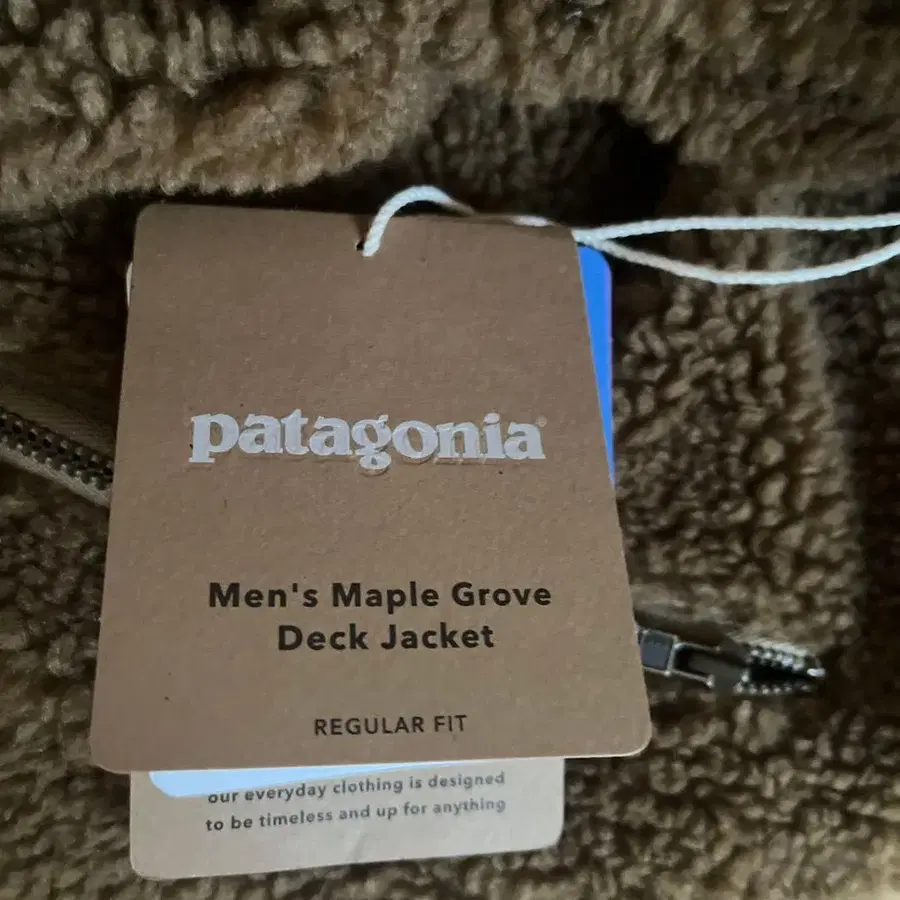 patagonia®
Men's Maple Grove
Deck Jacket
REGULAR FIT
our everyday clothing is designed
to be timeless and up for anything